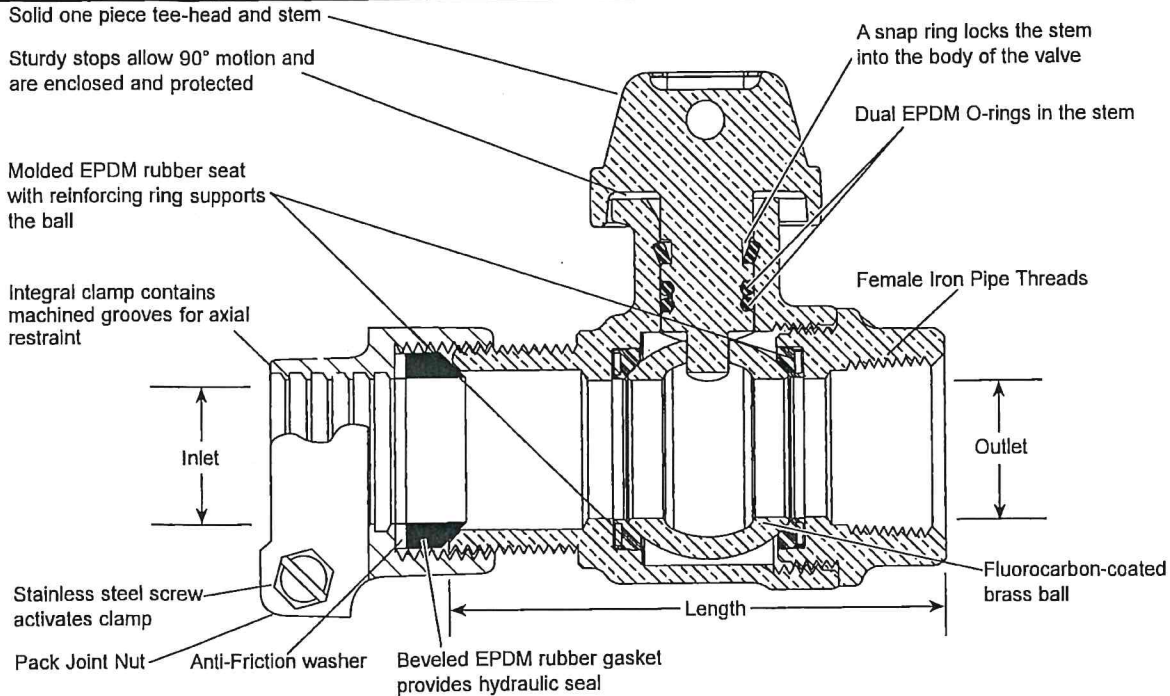 Solid one piece tee-head and stem
Sturdy stops allow 90° motion and
are enclosed and protected
Molded EPDM rubber seat
with reinforcing ring supports
the ball
Integral clamp contains
machined grooves for axial
restraint
Inlet
Stainless steel screw
activates clamp
Pack Joint Nut
Anti-Friction washer
Beveled EPDM rubber gasket
provides hydraulic seal
Length
A snap ring locks the stem
into the body of the valve
Dual EPDM O-rings in the stem
Female Iron Pipe Threads
Outlet
Fluorocarbon-coated
brass ball